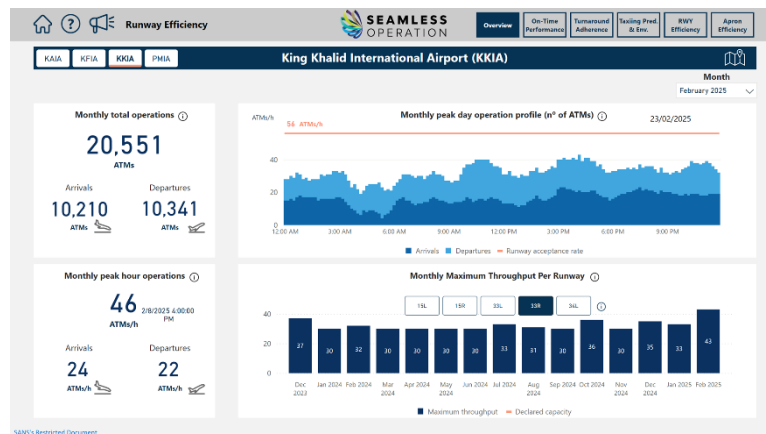 Runway Efficiency
SEAMLESS
OPERATION
Overview
On-Time
Performance
Turnaround
Adherence
Taxiing Pred.
& Env.
RWY
Efficiency
Apron
Efficiency
KAIA
KFIA
KKIA
PMIA
King Khalid International Airport (KKIA)
Month
February 2025
Monthly total operations
20,551
ATMs
Arrivals
Departures
10,210
10,341
ATMs
ATMs
ATMs/h
56 ATMs/h
Monthly peak day operation profile (nº of ATMs)
23/02/2025
40
20
0
12:00 AM
3:00 AM
6:00 AM
9:00 AM
12:00 PM
3:00 PM
6:00 PM
9:00 PM
Arrivals
Departures
Runway acceptance rate
Monthly peak hour operations
46
2/8/2025 4:00:00
PM
ATMs/h
Arrivals
Departures
24
22
ATMs/h
ATMs/h
Monthly Maximum Throughput Per Runway
15L
15R
33L
33R
34L
40
20
0
37
30
32
30
30
30
30
33
31
30
36
30
35
33
43
Dec
2023
Jan 2024
Feb 2024
Mar
2024
Apr 2024
May
2024
Jun 2024
Jul 2024
Aug
2024
Sep 2024
Oct 2024
Nov
2024
Dec
2024
Jan 2025
Feb 2025
Maximum throughput
Declared capacity
SANS's Restricted Document